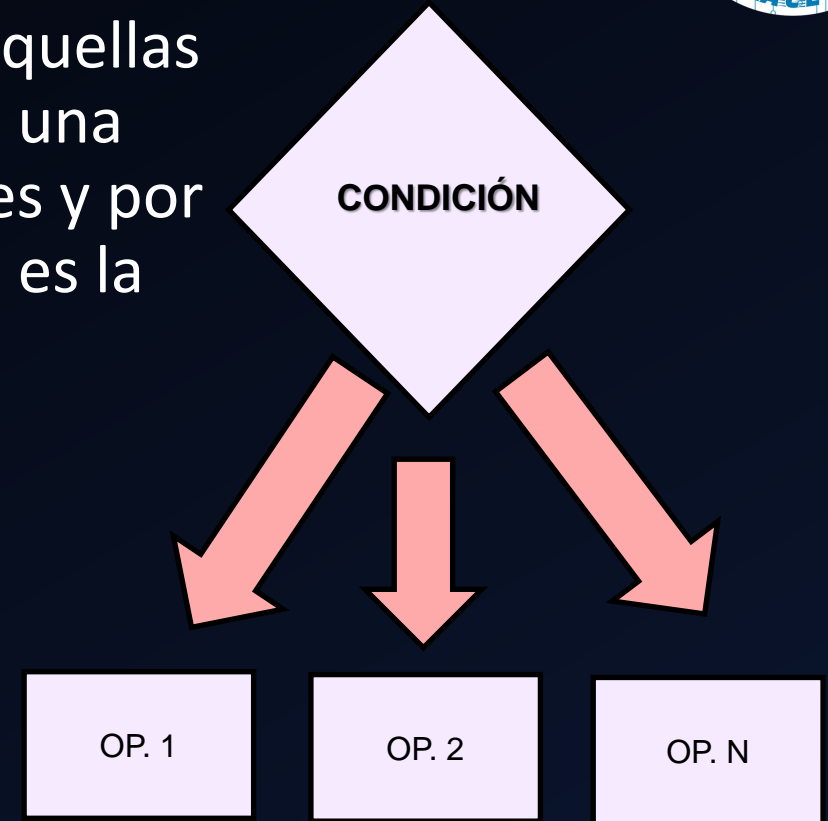 quellas
una
es y por
es la
CONDICIÓN
OP. 1
OP. 2
OP. N